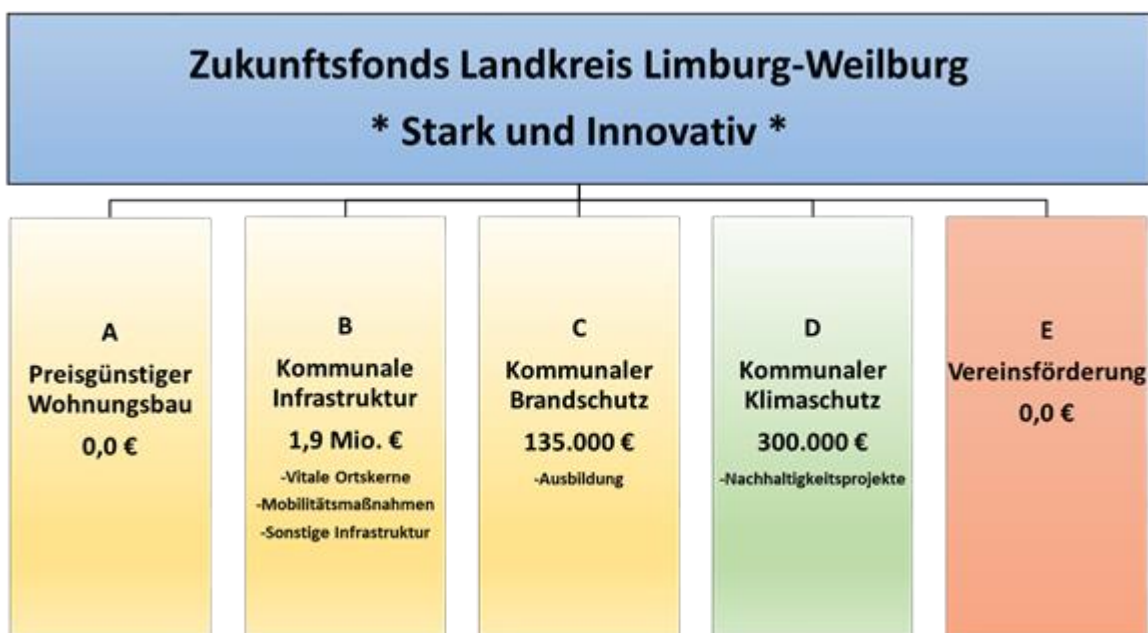 Zukunftsfonds Landkreis Limburg-Weilburg
* Stark und Innovativ *
A
Preisgünstiger
Wohnungsbau
0,0 €
B
Kommunale
Infrastruktur
1,9 Mio. €
-Vitale Ortskerne
-Mobilitätsmaßnahmen
-Sonstige Infrastruktur
C
Kommunaler
Brandschutz
135.000 €
-Ausbildung
D
Kommunaler
Klimaschutz
300.000 €
-Nachhaltigkeitsprojekte
E
Vereinsförderung
0,0 €